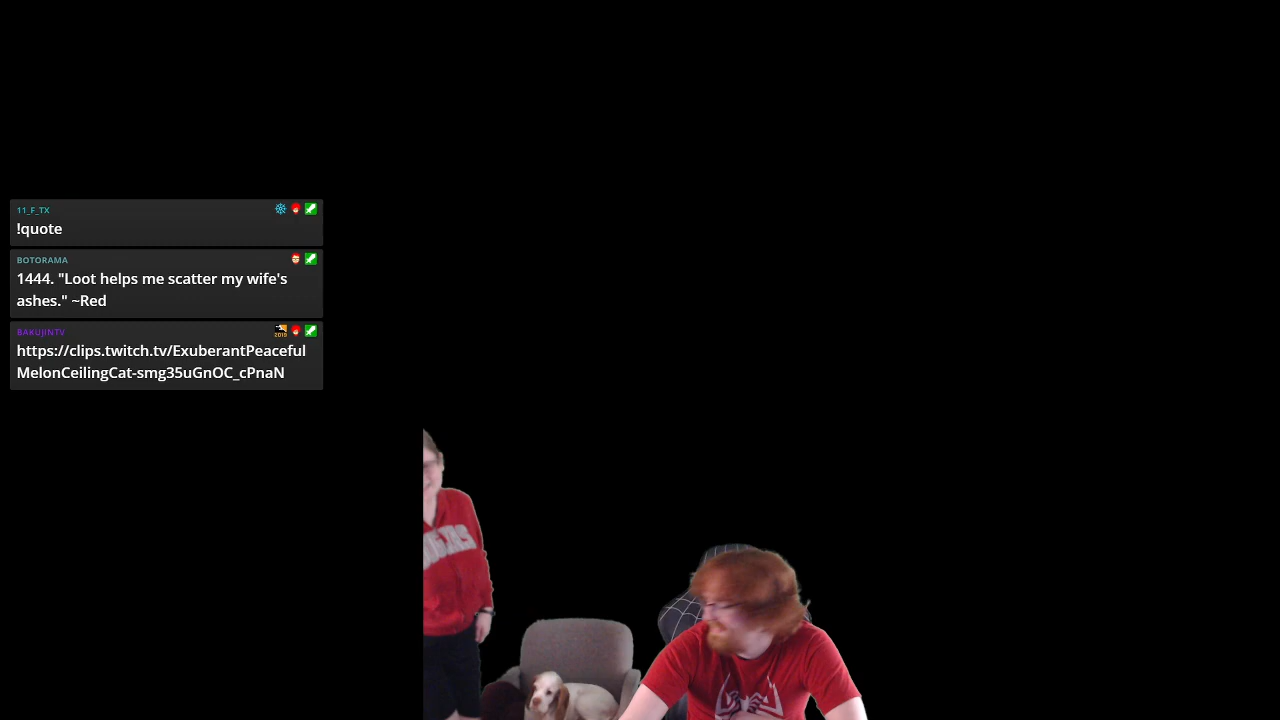 11_F_TX
!quote
BOTORAMA
1444. "Loot helps me scatter my wife's
ashes." ~Red
BAKUJINTV
https://clips.twitch.tv/ExuberantPeaceful
MelonCeilingCat-smg35uGnOC_cPnaN